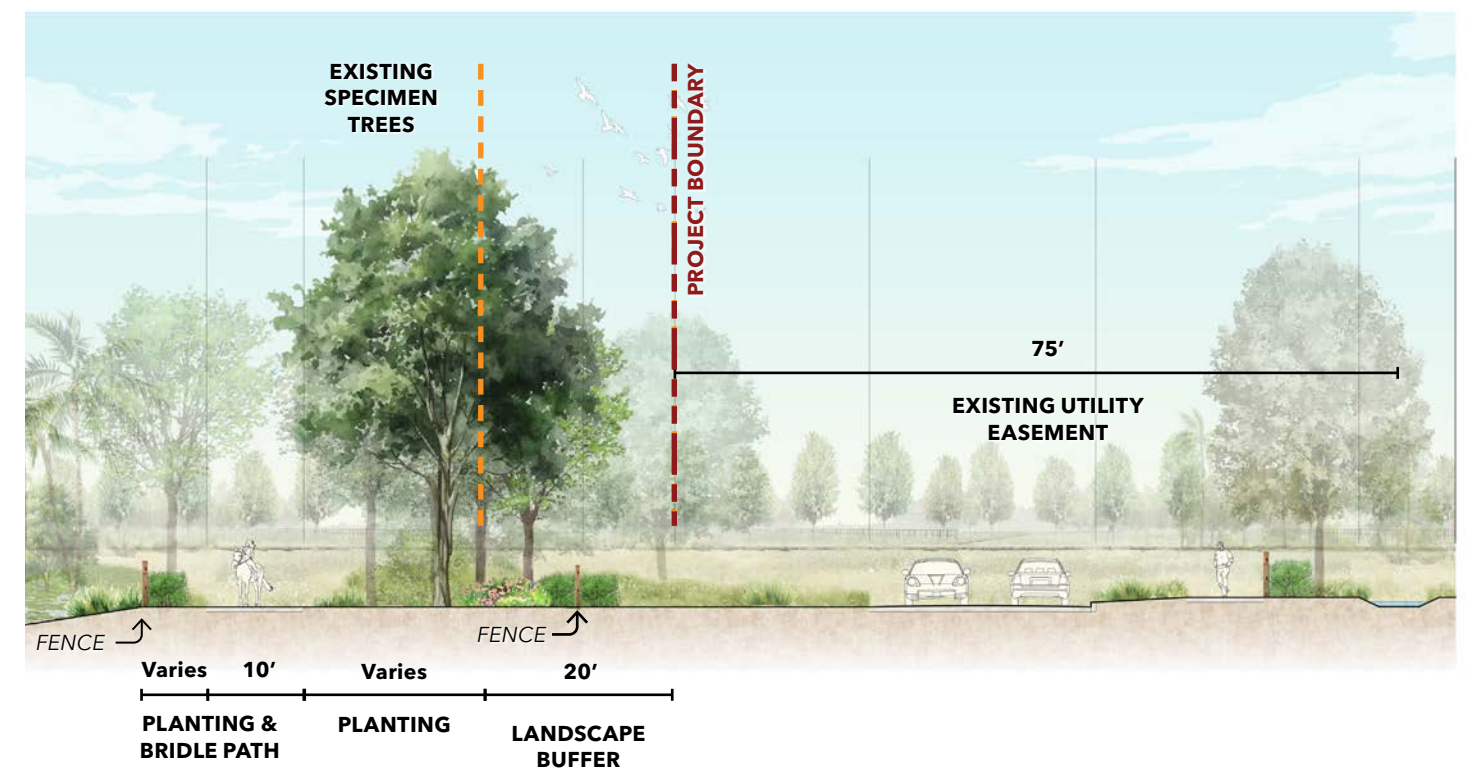 EXISTING
SPECIMEN
TREES
PROJECT BOUNDARY
75’
EXISTING UTILITY
EASEMENT
FENCE
FENCE
Varies
10’
Varies
20’
PLANTING &
BRIDLE PATH
PLANTING
LANDSCAPE
BUFFER